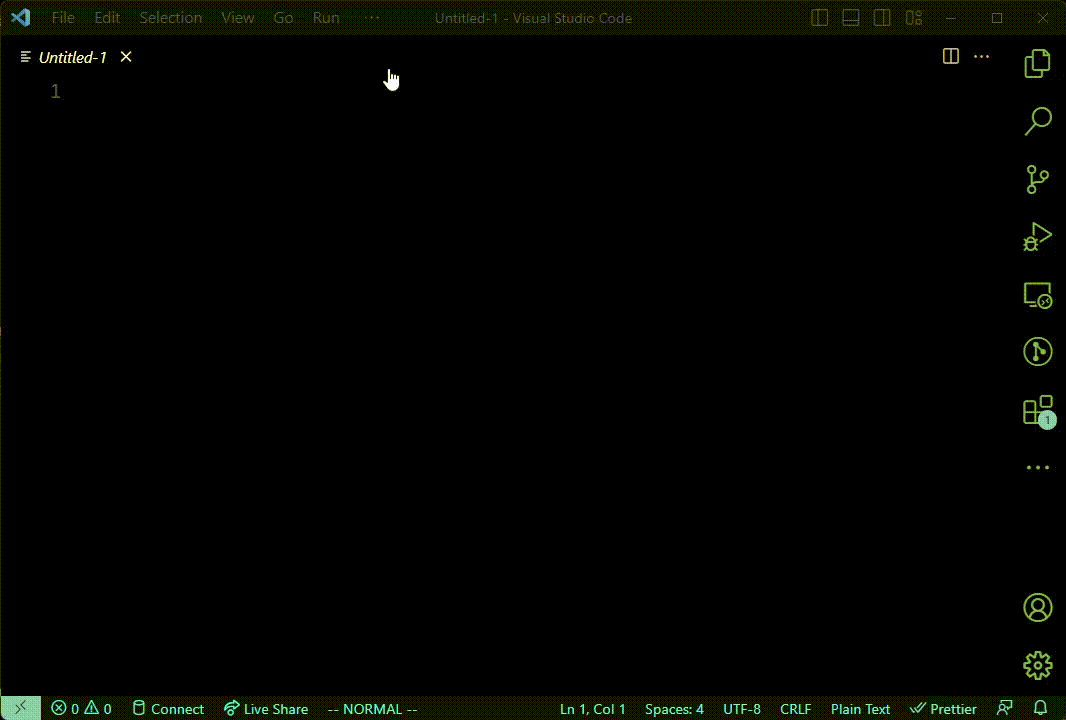 File Edit Selection View Go Run ··· Untitled-1 - Visual Studio Code
Untitled-1
1
1
0 0 Connect Live Share -- NORMAL -- Ln 1, Col 1 Spaces: 4 UTF-8 CRLF Plain Text Prettier